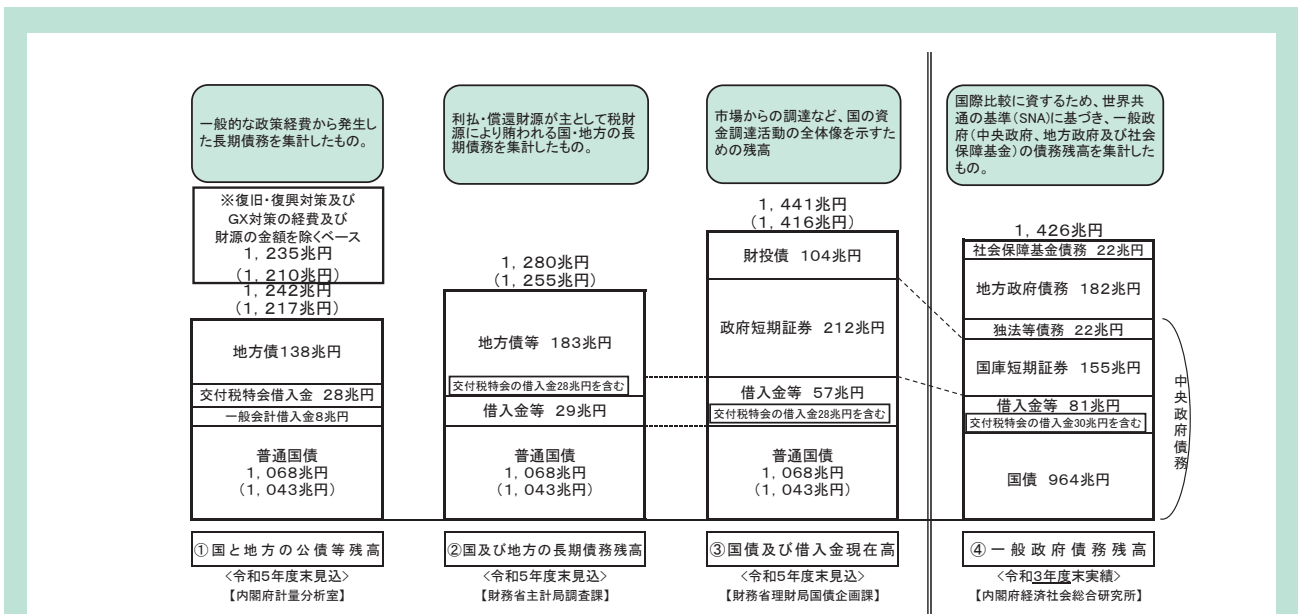 一般的な政策経費から発生し
た長期債務を集計したもの。
※復旧・復興対策及び
GX対策の経費及び
財源の金額を除くベース
1,235兆円
(1,210兆円)
1,242兆円
(1,217兆円)
地方債138兆円
交付税特会借入金 28兆円
一般会計借入金8兆円
普通国債
1,068兆円
(1,043兆円)
①国と地方の公債等残高
<令和5年度末見込>
【内閣府計量分析室】
利払・償還財源が主として税財
源により賄われる国・地方の長
期債務を集計したもの。
1,280兆円
(1,255兆円)
地方債等 183兆円
交付税特会の借入金28兆円を含む
借入金等 29兆円
普通国債
1,068兆円
(1,043兆円)
②国及び地方の長期債務残高
<令和5年度末見込>
【財務省主計局調査課】
市場からの調達など、国の資
金調達活動の全体像を示すた
めの残高
1,441兆円
(1,416兆円)
財投債 104兆円
政府短期証券 212兆円
借入金等 57兆円
交付税特会の借入金28兆円を含む
普通国債
1,068兆円
(1,043兆円)
③国債及び借入金現在高
<令和5年度末見込>
【財務省理財局国債企画課】
国際比較に資するため、世界共
通の基準(SNA)に基づき、一般政
府(中央政府、地方政府及び社会
保障基金)の債務残高を集計した
もの。
1,426兆円
社会保障基金債務 22兆円
地方政府債務 182兆円
独法等債務 22兆円
国庫短期証券 155兆円
借入金等 81兆円
交付税特会の借入金30兆円を含む
国債 964兆円
中央政府債務
④一般政府債務残高
<令和3年度末実績>
【内閣府経済社会総合研究所】